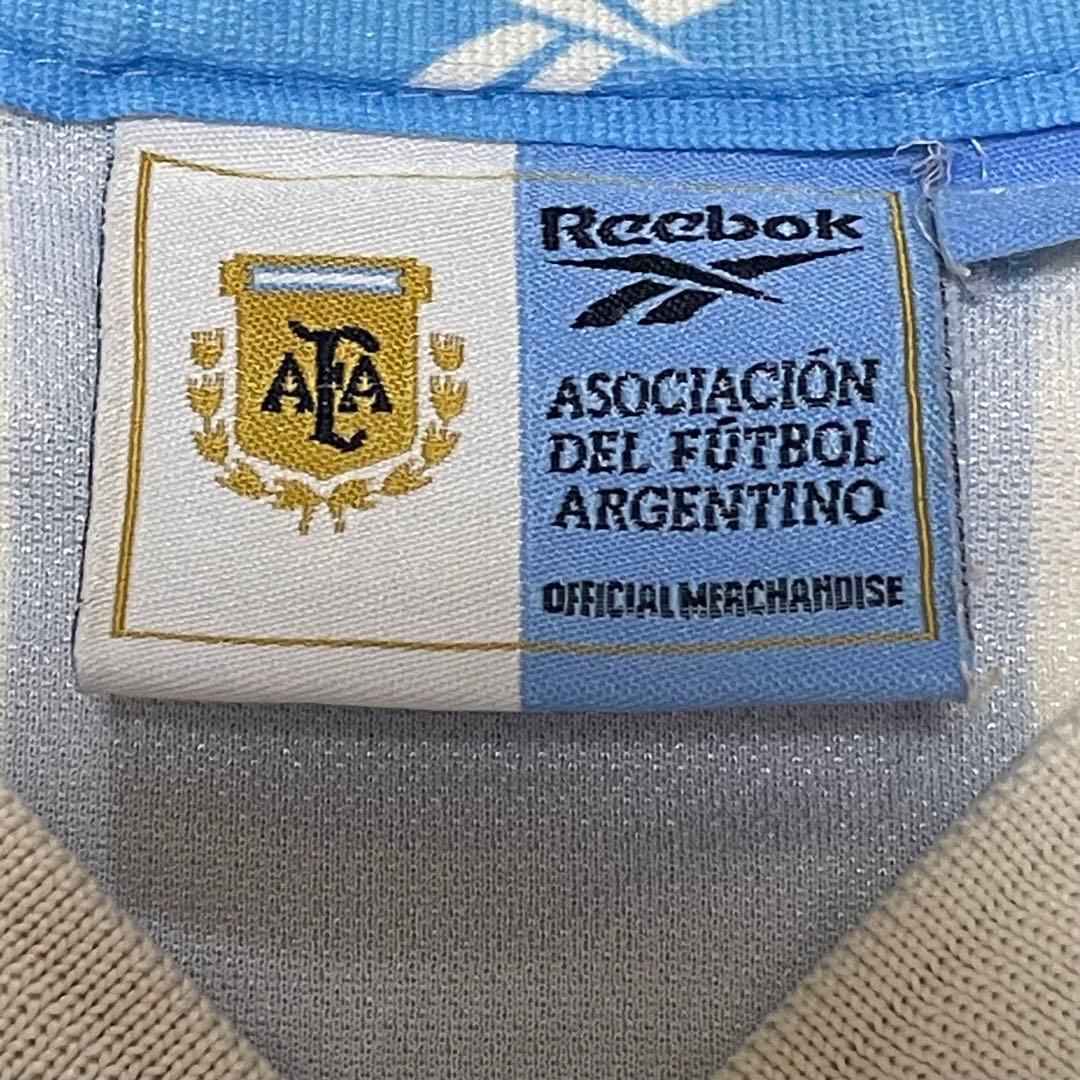 AFA
Reebok
ASOCIACIÓN
DEL FÚTBOL
ARGENTINO
OFFICIAL MERCHANDISE